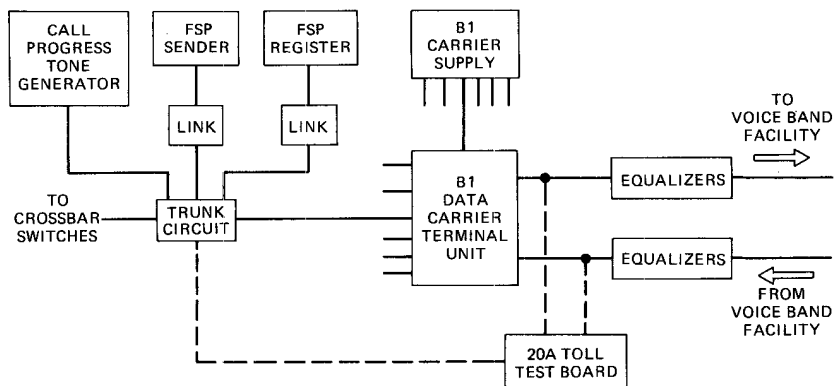 CALL
PROGRESS
TONE
GENERATOR
FSP
SENDER
FSP
REGISTER
B1
CARRIER
SUPPLY
LINK
LINK
TO
VOICE BAND
FACILITY
TO
CROSSBAR
SWITCHES
TRUNK
CIRCUIT
B1
DATA
CARRIER
TERMINAL
UNIT
EQUALIZERS
EQUALIZERS
FROM
VOICE BAND
FACILITY
20A TOLL
TEST BOARD